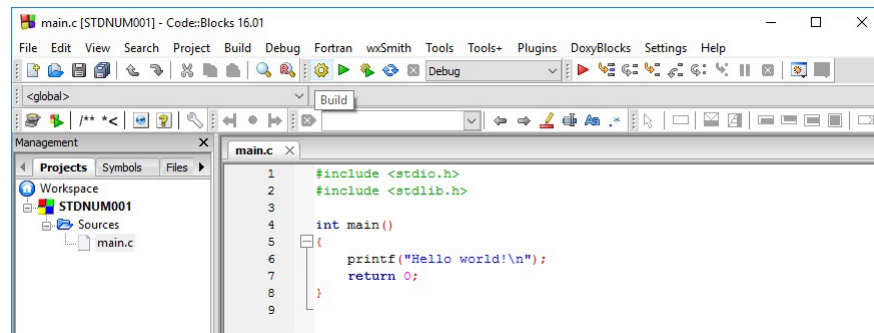 main.c [STDNUM001] - Code::Blocks 16.01
File Edit View Search Project Build Debug Fortran wxSmith Tools Tools+ Plugins DoxyBlocks Settings Help
Debug
<global>
Build
/** *<
Management
main.c
Projects Symbols Files
Workspace
STDNUM001
Sources
main.c
1 #include <stdio.h>
2 #include <stdlib.h>
3
4 int main()
5 {
6 printf("Hello world!\n");
7 return 0;
8 }
9